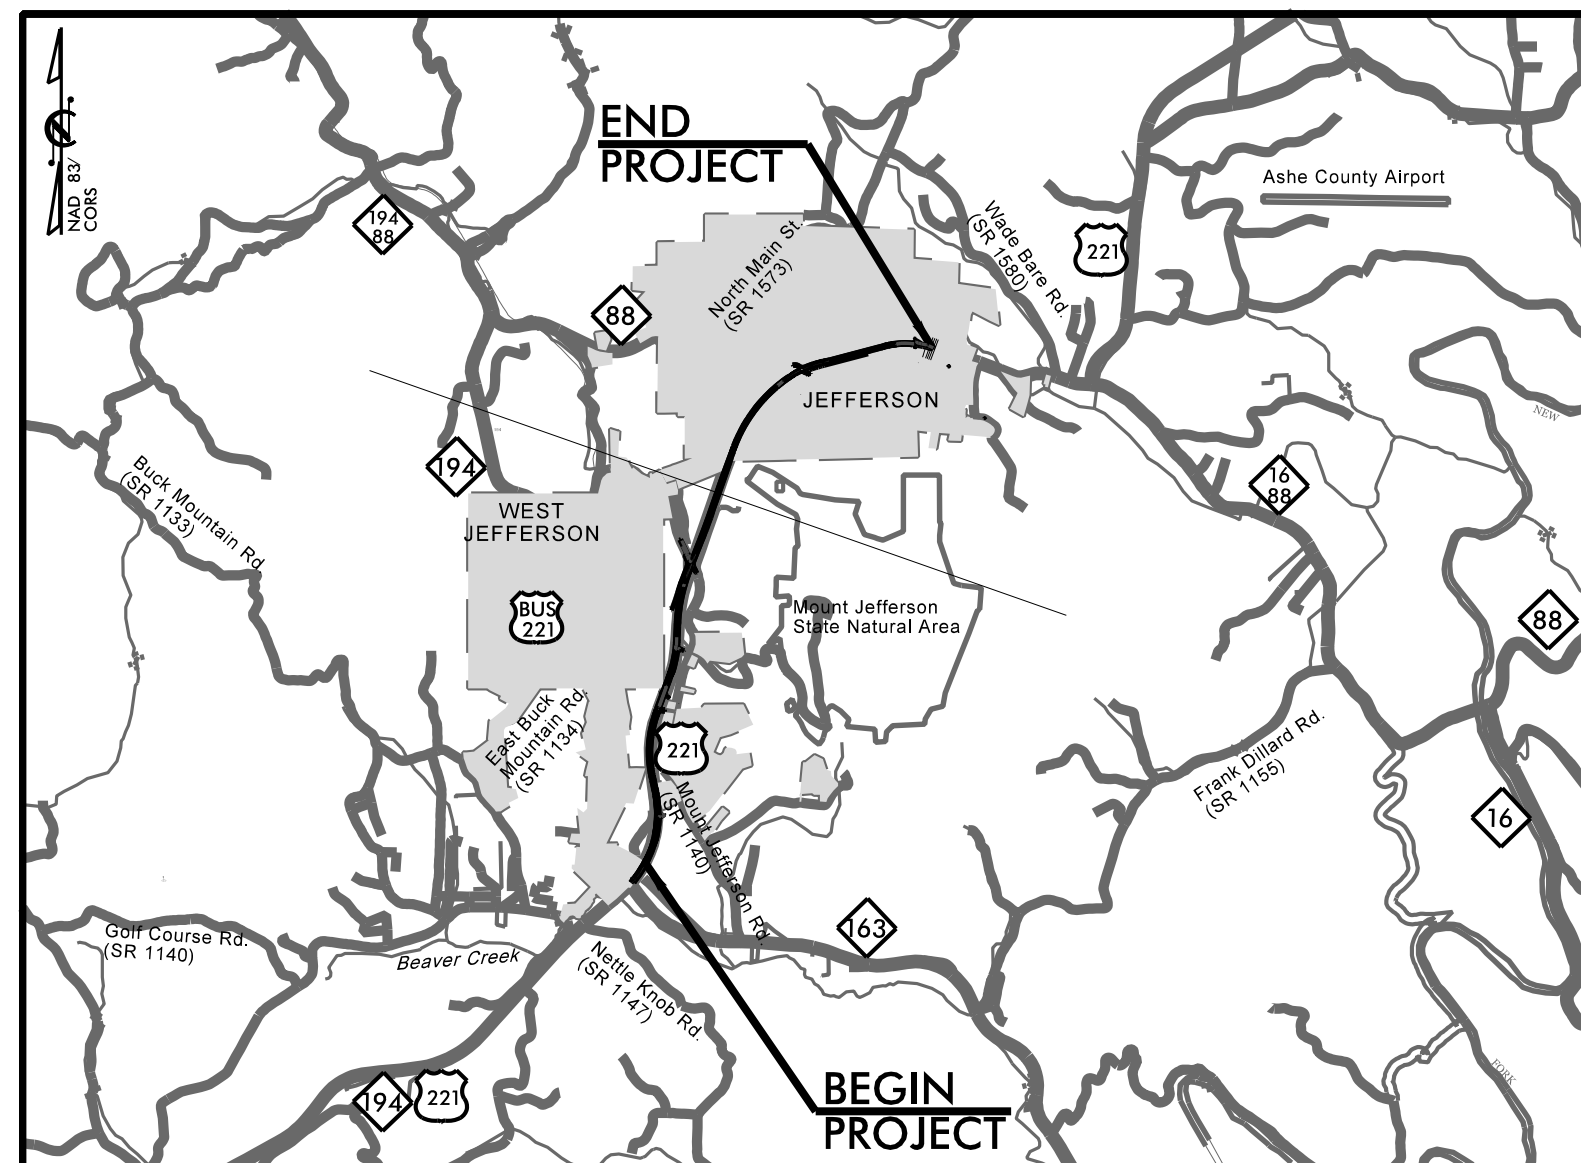 END
PROJECT
NAD 83/
CORS
194
88
Ashe County Airport
Wade Bare Rd.
(SR 1580)
221
North Main St.
(SR 1573)
88
JEFFERSON
NEW
194
Buck Mountain Rd.
(SR 1133)
16
88
WEST
JEFFERSON
BUS
221
Mount Jefferson
State Natural Area
88
East Buck
Mountain Rd.
(SR 1134)
221
Frank Dillard Rd.
(SR 1155)
Mount Jefferson Rd.
(SR 1140)
16
163
Golf Course Rd.
(SR 1140)
Beaver Creek
Nettle Knob Rd.
(SR 1147)
FORK
194
221
BEGIN
PROJECT